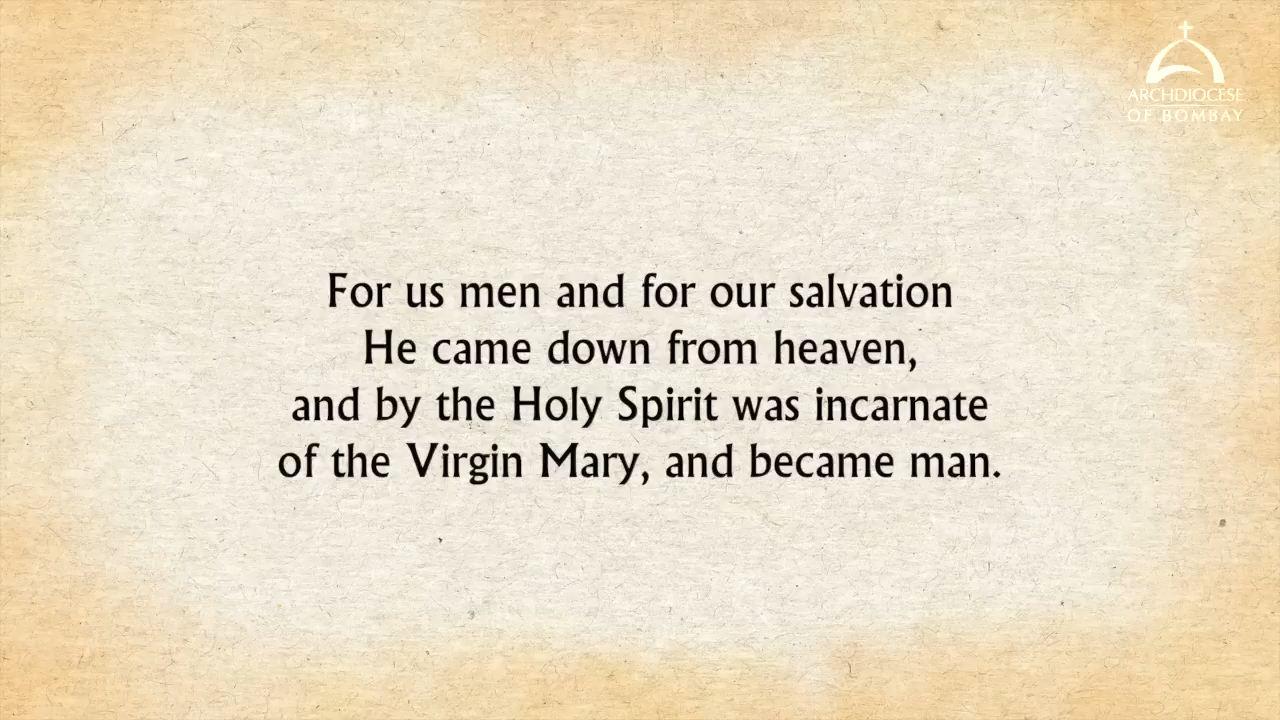 ARCHDIOCESE
OF BOMBAY
For us men and for our salvation
He came down from heaven,
and by the Holy Spirit was incarnate
of the Virgin Mary, and became man.